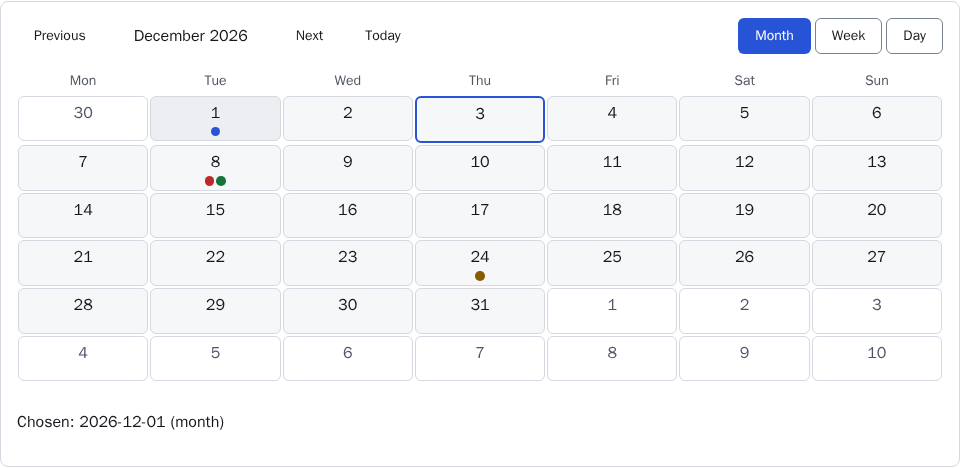 Previous December 2026 Next Today Month Week Day
Mon Tue Wed Thu Fri Sat Sun
30 1 2 3 4 5 6
7 8 9 10 11 12 13
14 15 16 17 18 19 20
21 22 23 24 25 26 27
28 29 30 31 1 2 3
4 5 6 7 8 9 10
Chosen: 2026-12-01 (month)